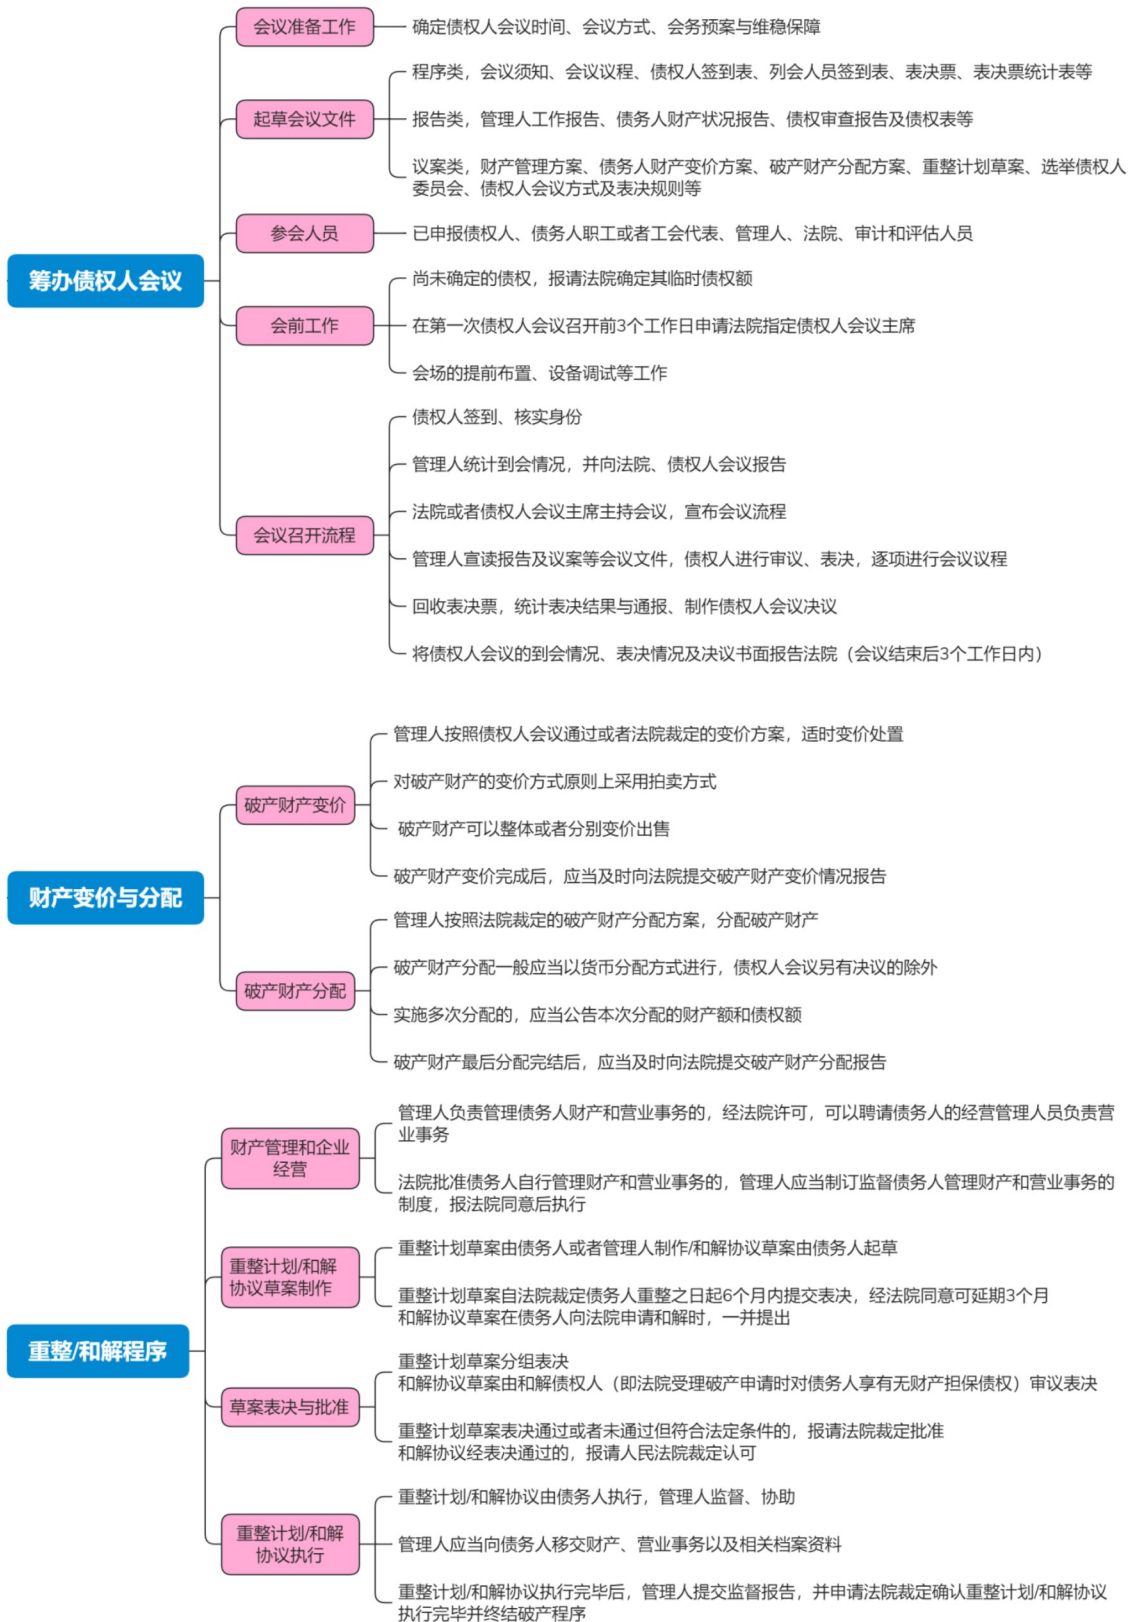 筹办债权人会议
会议准备工作
确定债权人会议时间、会议方式、会务预案与维稳保障
起草会议文件
程序类，会议须知、会议议程、债权人签到表、列会人员签到表、表决票、表决票统计表等
报告类，管理人工作报告、债务人财产状况报告、债权审查报告及债权表等
议案类，财产管理方案、债务人财产变价方案、破产财产分配方案、重整计划草案、选举债权人
委员会、债权人会议方式及表决规则等
参会人员
已申报债权人、债务人职工或者工会代表、管理人、法院、审计和评估人员
会前工作
尚未确定的债权，报请法院确定其临时债权额
在第一次债权人会议召开前3个工作日申请法院指定债权人会议主席
会场的提前布置、设备调试等工作
会议召开流程
债权人签到、核实身份
管理人统计到会情况，并向法院、债权人会议报告
法院或者债权人会议主席主持会议，宣布会议流程
管理人宣读报告及议案等会议文件，债权人进行审议、表决，逐项进行会议议程
回收表决票，统计表决结果与通报、制作债权人会议决议
将债权人会议的到会情况、表决情况及决议书面报告法院（会议结束后3个工作日内）
财产变价与分配
破产财产变价
管理人按照债权人会议通过或者法院裁定的变价方案，适时变价处置
对破产财产的变价方式原则上采用拍卖方式
破产财产可以整体或者分别变价出售
破产财产变价完成后，应当及时向法院提交破产财产变价情况报告
破产财产分配
管理人按照法院裁定的破产财产分配方案，分配破产财产
破产财产分配一般应当以货币分配方式进行，债权人会议另有决议的除外
实施多次分配的，应当公告本次分配的财产额和债权额
破产财产最后分配完结后，应当及时向法院提交破产财产分配报告
重整/和解程序
财产管理和企业
经营
管理人负责管理债务人财产和营业事务的，经法院许可，可以聘请债务人的经营管理人员负责营
业事务
法院批准债务人自行管理财产和营业事务的，管理人应当制订监督债务人管理财产和营业事务的
制度，报法院同意后执行
重整计划/和解
协议草案制作
重整计划草案由债务人或者管理人制作/和解协议草案由债务人起草
重整计划草案自法院裁定债务人重整之日起6个月内提交表决，经法院同意可延期3个月
和解协议草案在债务人向法院申请和解时，一并提出
草案表决与批准
重整计划草案分组表决
和解协议草案由和解债权人（即法院受理破产申请时对债务人享有无财产担保债权）审议表决
重整计划草案表决通过或者未通过但符合法定条件的，报请法院裁定批准
和解协议经表决通过的，报请人民法院裁定认可
重整计划/和解
协议执行
重整计划/和解协议由债务人执行，管理人监督、协助
管理人应当向债务人移交财产、营业事务以及相关档案资料
重整计划/和解协议执行完毕后，管理人提交监督报告，并申请法院裁定确认重整计划/和解协议
执行完毕并终结破产程序